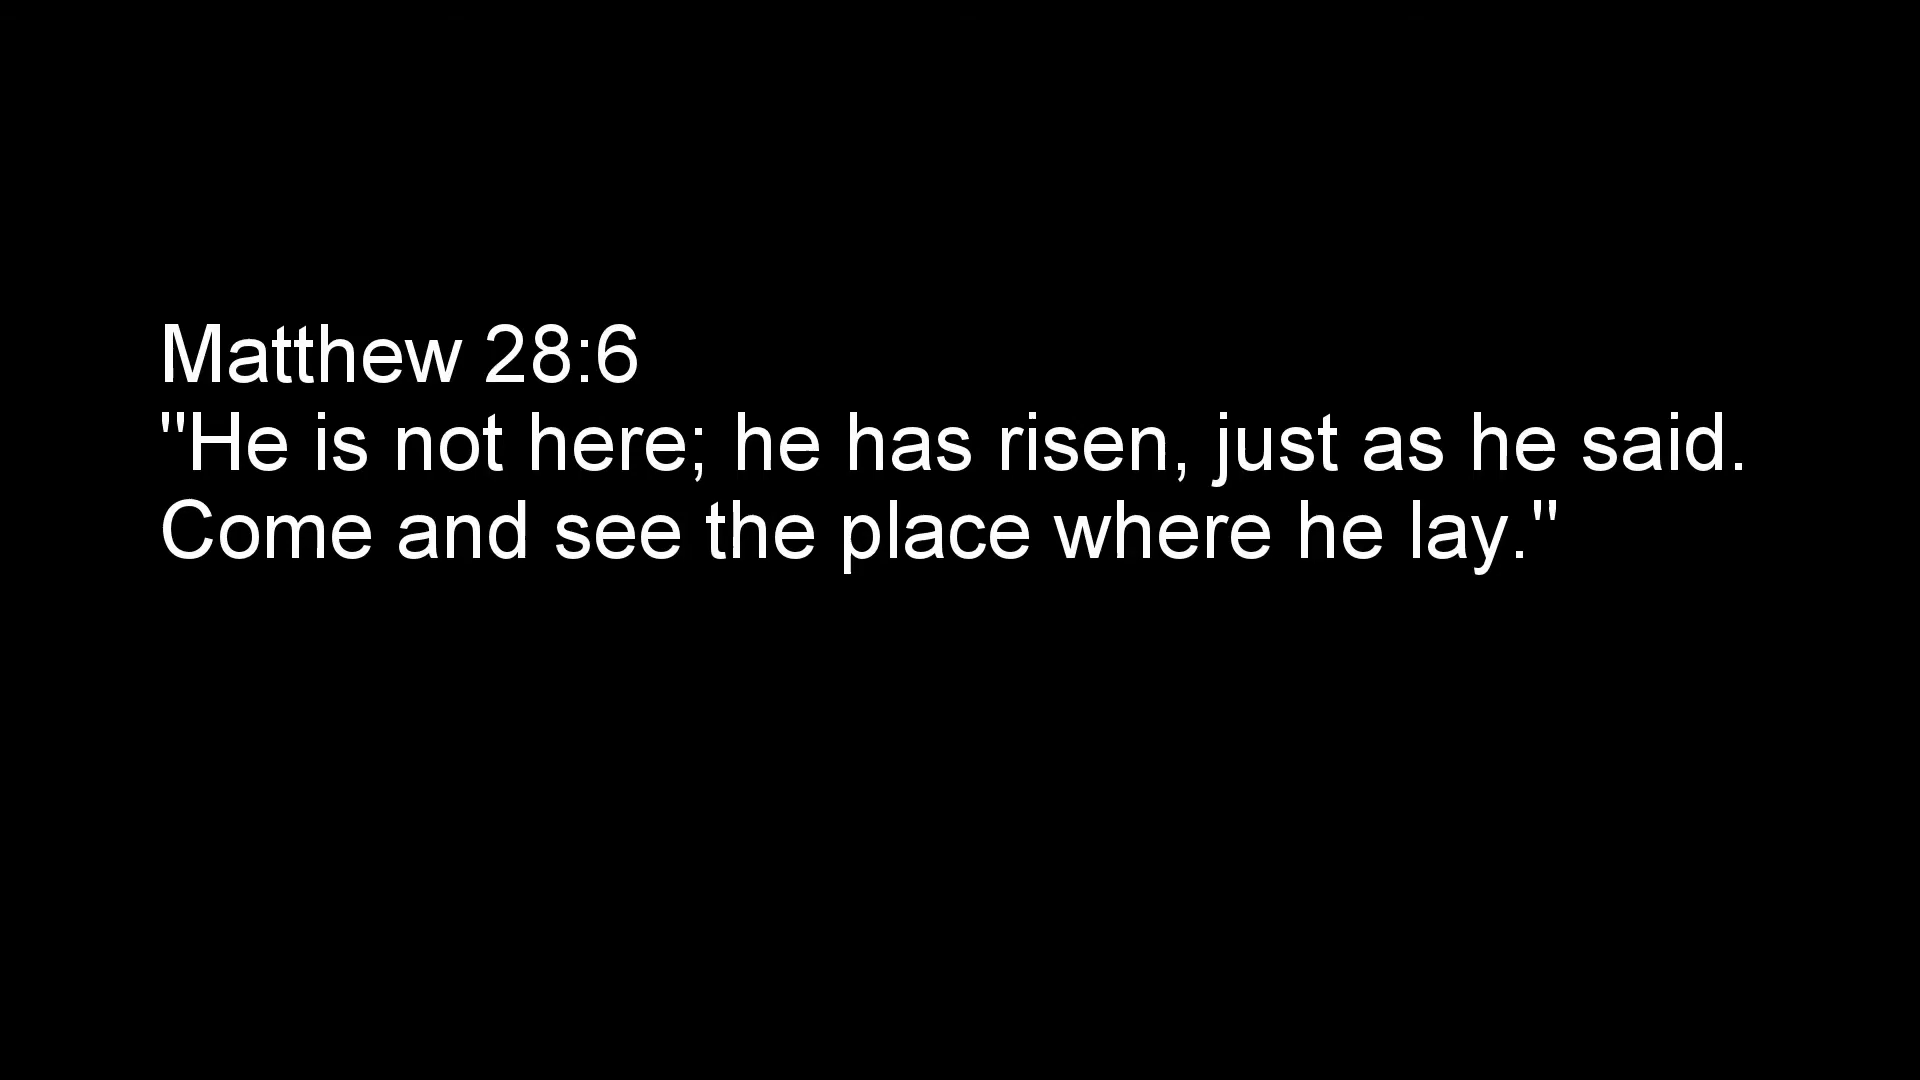 Matthew 28:6
"He is not here; he has risen, just as he said.
Come and see the place where he lay."